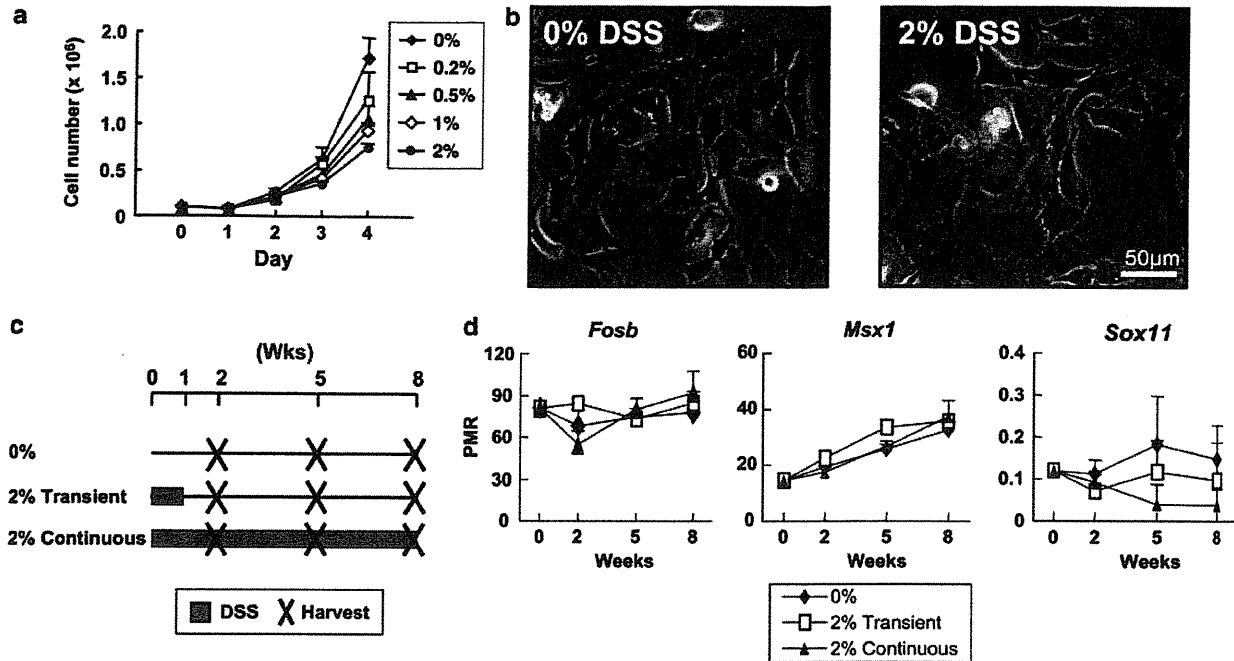 a
Cell number (x 10⁶)
2.0
1.5
1.0
0.5
0
0 1 2 3 4
Day
0%
0.2%
0.5%
1%
2%
b
0% DSS
2% DSS
50μm
c
(Wks)
0 1 2 5 8
0%
2% Transient
2% Continuous
DSS Harvest
d
Fosb
PMR
120
90
60
30
0
0 2 5 8
Weeks
Msx1
60
40
20
0
0 2 5 8
Weeks
Sox11
0.4
0.3
0.2
0.1
0
0 2 5 8
Weeks
0%
2% Transient
2% Continuous